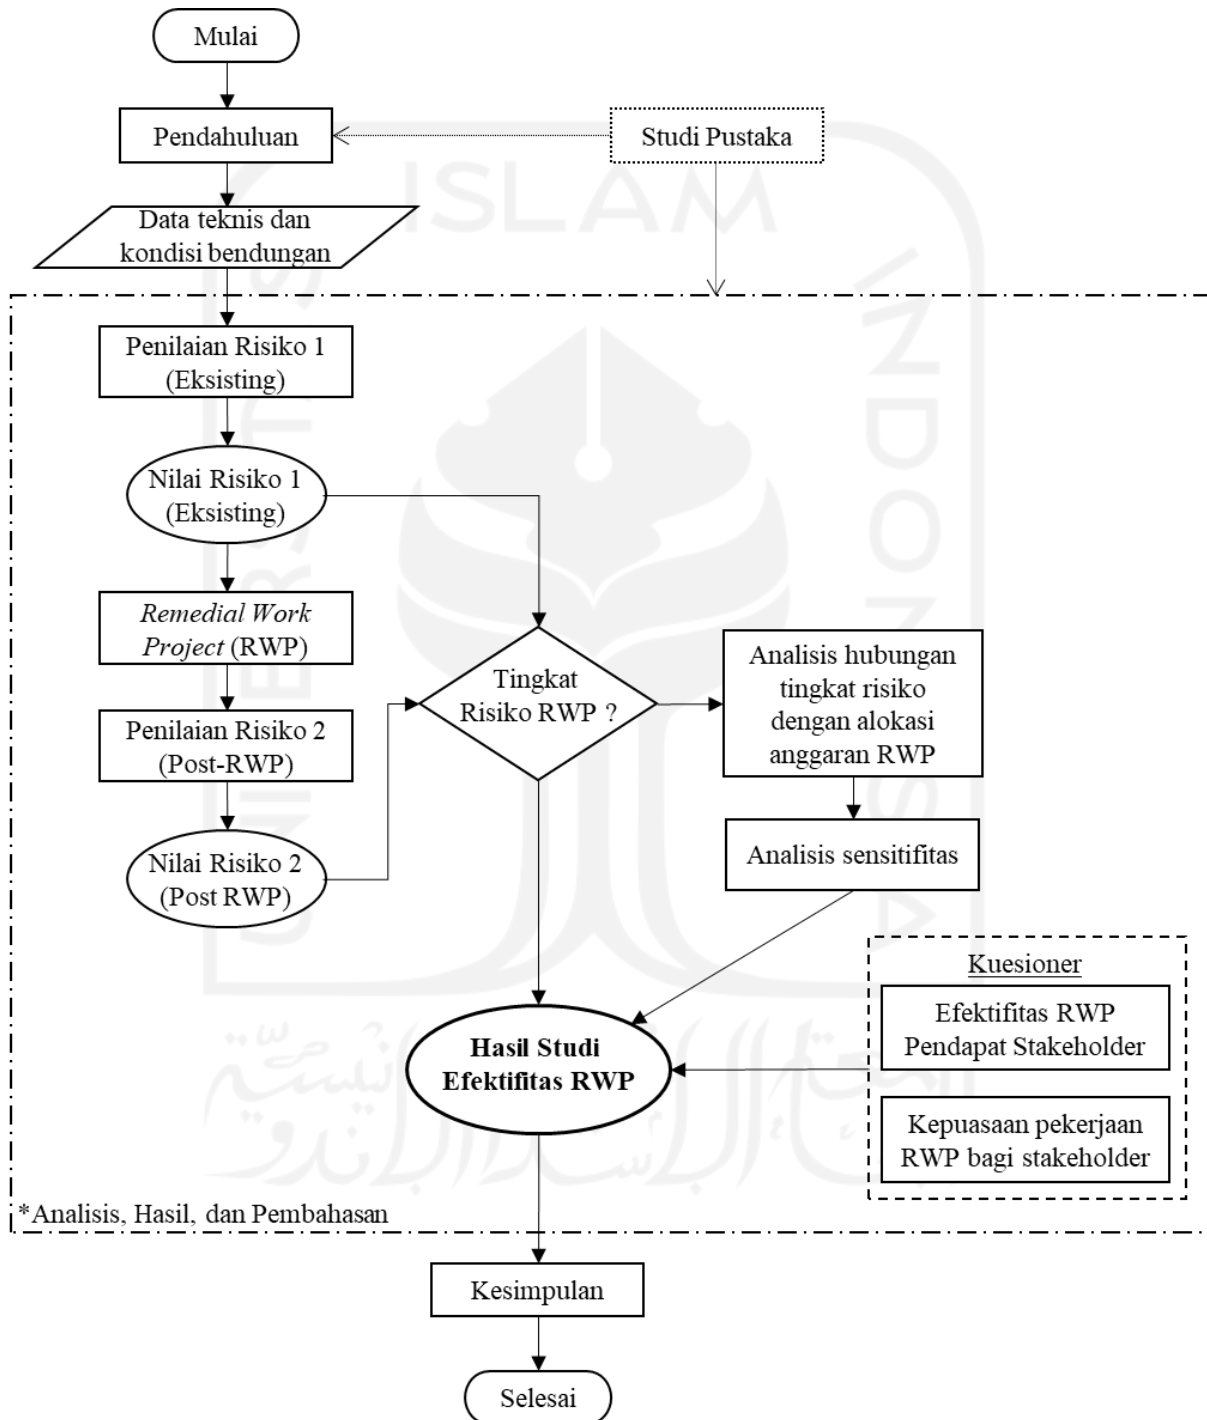 Mulai
Pendahuluan
Studi Pustaka
Data teknis dan
kondisi bendungan
Penilaian Risiko 1
(Eksisting)
Nilai Risiko 1
(Eksisting)
Remedial Work
Project (RWP)
Penilaian Risiko 2
(Post-RWP)
Nilai Risiko 2
(Post RWP)
Tingkat
Risiko RWP ?
Analisis hubungan
tingkat risiko
dengan alokasi
anggaran RWP
Analisis sensitifitas
Kuesioner
Efektifitas RWP
Pendapat Stakeholder
Kepuasaan pekerjaan
RWP bagi stakeholder
Hasil Studi
Efektifitas RWP
*Analisis, Hasil, dan Pembahasan
Kesimpulan
Selesai
UNIVERSITAS
ISLAM
INDONESIA